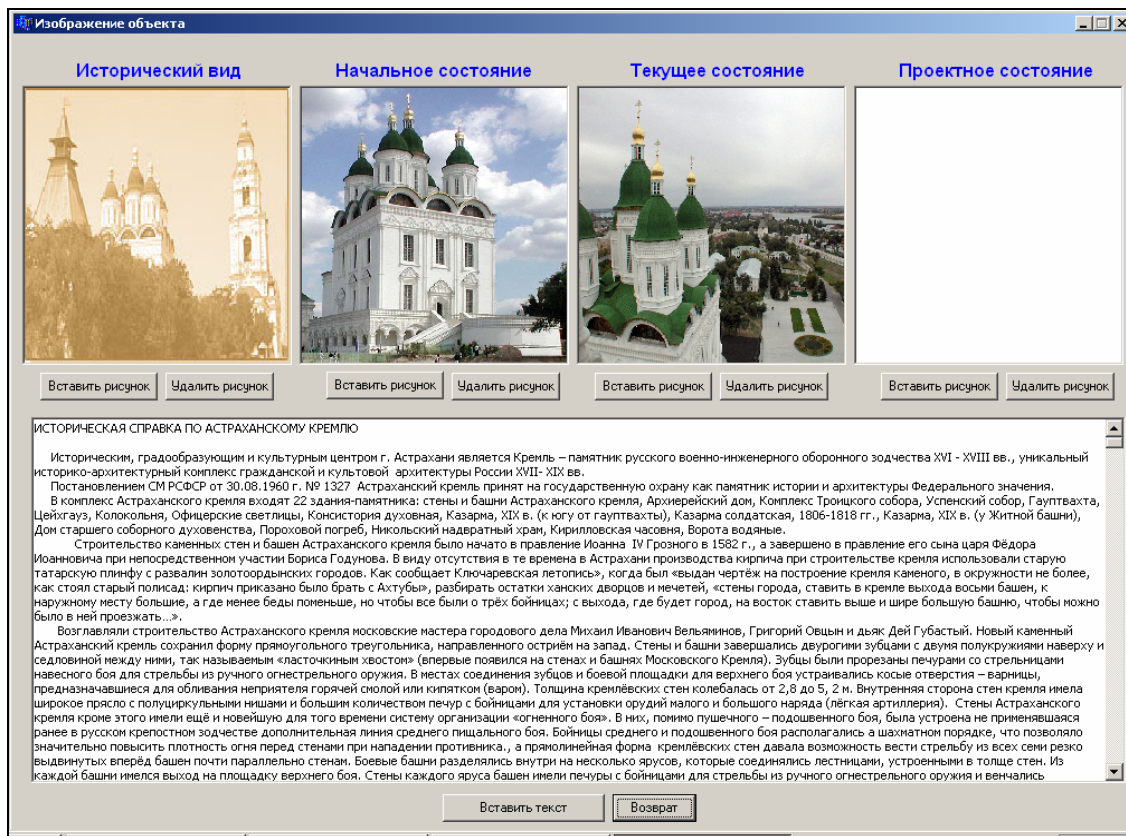 Изображение объекта
Исторический вид
Начальное состояние
Текущее состояние
Проектное состояние
Вставить рисунок
Удалить рисунок
Вставить рисунок
Удалить рисунок
Вставить рисунок
Удалить рисунок
Вставить рисунок
Удалить рисунок
ИСТОРИЧЕСКАЯ СПРАВКА ПО АСТРАХАНСКОМУ КРЕМЛЮ
Историческим, градообразующим и культурным центром г. Астрахани является Кремль – памятник русского военно-инженерного оборонного зодчества XVI - XVIII вв., уникальный
историко-архитектурный комплекс гражданской и культовой архитектуры России XVII- XIX вв.
Постановлением СМ РСФСР от 30.08.1960 г. № 1327 Астраханский кремль принят на государственную охрану как памятник истории и архитектуры Федерального значения.
В комплекс Астраханского кремля входят 22 здания-памятника: стены и башни Астраханского кремля, Архиерейский дом, Комплекс Троицкого собора, Успенский собор, Гауптвахта,
Цейхгауз, Колокольня, Офицерские светлицы, Консистория духовная, Казарма, XIX в. (к югу от гауптвахты), Казарма солдатская, 1806-1818 гг., Казарма, XIX в. (у Житной башни),
Дом старшего соборного духовенства, Пороховой погреб, Никольский надвратный храм, Кирилловская часовня, Ворота водяные.
Строительство каменных стен и башен Астраханского кремля было начато в правление Иоанна IV Грозного в 1582 г., а завершено в правление его сына царя Фёдора
Иоанновича при непосредственном участии Бориса Годунова. В виду отсутствия в те времена в Астрахани производства кирпича при строительстве кремля использовали старую
татарскую плинфу с развалин золотоордынских городов. Как сообщает Ключаревская летопись», когда был «выдан чертёж на построение кремля каменого, в окружности не более,
как стоял старый полисад: кирпич приказано было брать с Ахтубы», разбирать остатки ханских дворцов и мечетей, «стены города, ставить в кремле выхода восьми башен, к
наружному месту большие, а где менее беды поменьше, но чтобы все были о трёх бойницах; с выхода, где будет город, на восток ставить выше и шире большую башню, чтобы можно
было в ней проезжать…».
Возглавляли строительство Астраханского кремля московские мастера городового дела Михаил Иванович Вельяминов, Григорий Овцын и дьяк Дей Губастый. Новый каменный
Астраханский кремль сохранил форму прямоугольного треугольника, направленного остриём на запад. Стены и башни завершались двурогими зубцами с двумя полукружиями наверху и
седловиной между ними, так называемым «ласточкиным хвостом» (впервые появился на стенах и башнях Московского Кремля). Зубцы были прорезаны печурами со стрельницами
навесного боя для стрельбы из ручного огнестрельного оружия. В местах соединения зубцов и боевой площадки для верхнего боя устраивались косые отверстия – варницы,
предназначавшиеся для обливания неприятеля горячей смолой или кипятком (варом). Толщина кремлёвских стен колебалась от 2,8 до 5, 2 м. Внутренняя сторона стен кремля имела
широкое прясло с полуциркульными нишами и большим количеством печур с бойницами для установки орудий малого и большого наряда (лёгкая артиллерия). Стены Астраханского
кремля кроме этого имели ещё и новейшую для того времени систему организации «огненного боя». В них, помимо пушечного – подошвенного боя, была устроена не применявшаяся
ранее в русском крепостном зодчестве дополнительная линия среднего пищального боя. Бойницы среднего и подошвенного боя располагались а шахматном порядке, что позволяло
значительно повысить плотность огня перед стенами при нападении противника., а прямолинейная форма кремлёвских стен давала возможность вести стрельбу из всех семи резко
выдвинутых вперёд башен почти параллельно стенам. Боевые башни разделялись внутри на несколько ярусов, которые соединялись лестницами, устроенными в толще стен. Из
каждой башни имелся выход на площадку верхнего боя. Стены каждого яруса башен имели печуры с бойницами для стрельбы из ручного огнестрельного оружия и венчались
Вставить текст
Возврат